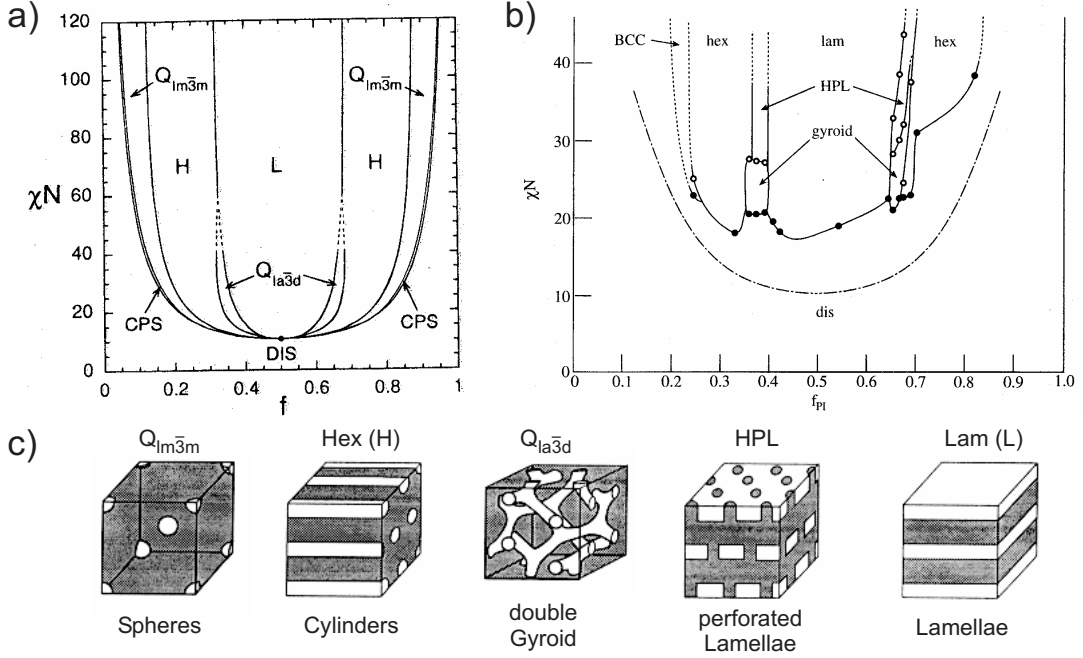 a)
120
100
80
60
40
20
0
χN
Q_{Im3̄m}
Q_{Im3̄m}
H
L
H
Q_{Ia3̄d}
CPS
CPS
DIS
0
0.2
0.4
0.6
0.8
1
f
b)
BCC
hex
lam
hex
HPL
gyroid
dis
40
30
20
10
0
χN
0
0.1
0.2
0.3
0.4
0.5
0.6
0.7
0.8
1.0
f_{PI}
c)
Q_{Im3̄m}
Hex (H)
Q_{Ia3̄d}
HPL
Lam (L)
Spheres
Cylinders
double
Gyroid
perforated
Lamellae
Lamellae